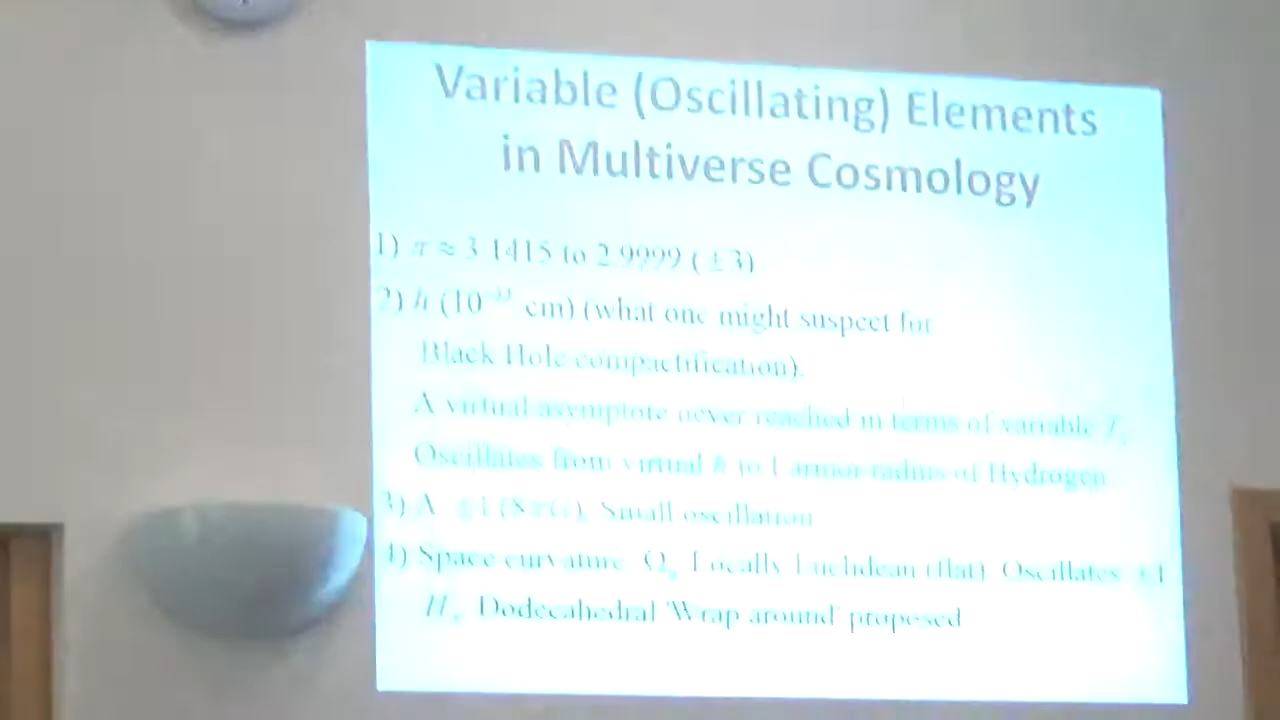 Variable (Oscillating) Elements
in Multiverse Cosmology
1) π ≈ 3.1415 to 2.9999 (±3)
2) ħ (10 cm) (what one might suspect for
Black Hole compactification).
A virtual asymptote never reached in terms of variable
Oscillates from virtual ħ to Larmor radius of Hydrogen
3) Λ (8πG), Small oscillation
4) Space curvature, Locally Euclidean (flat) Oscillates ±1
Dodecahedral 'Wrap around' proposed